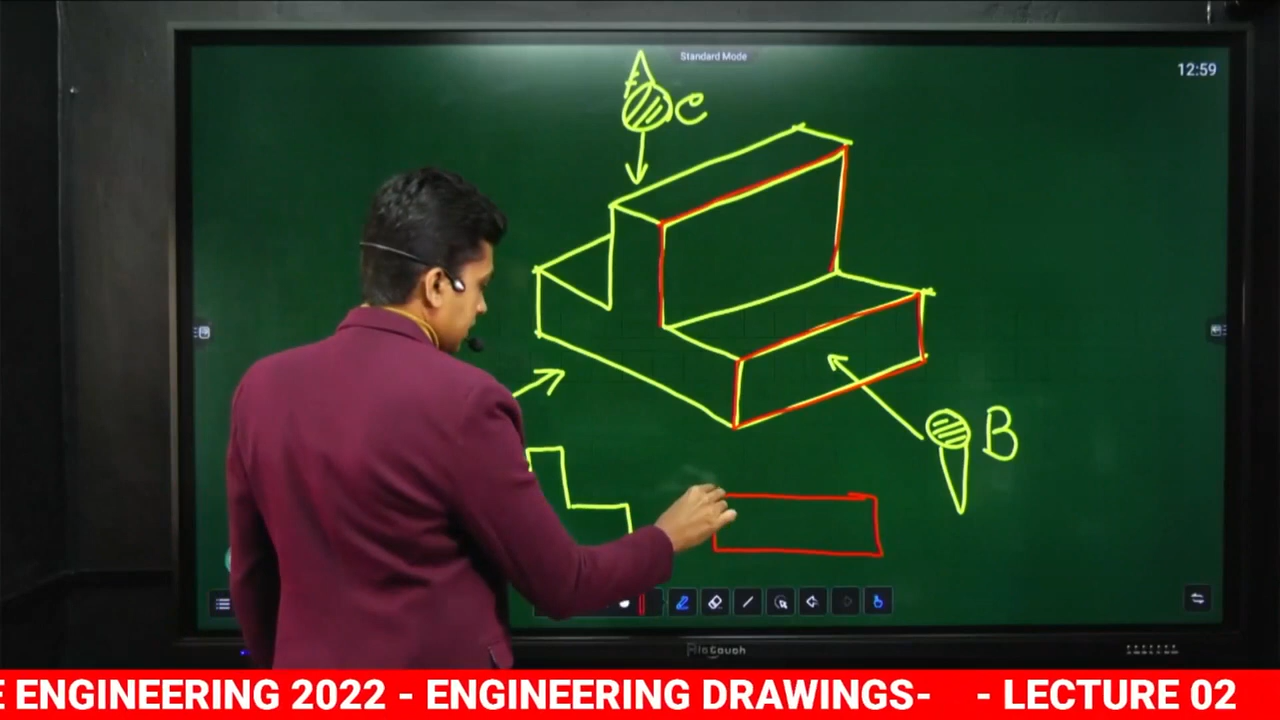 Standard Mode
12:59
C
B
E ENGINEERING 2022 - ENGINEERING DRAWINGS- - LECTURE 02